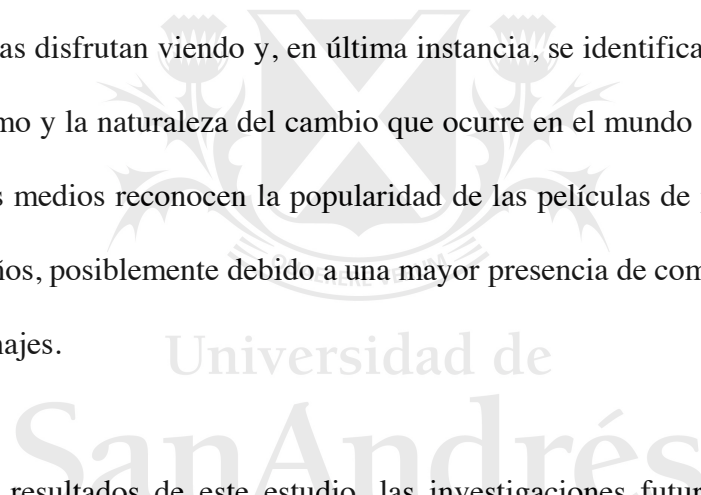 as disfrutan viendo y, en última instancia, se identifica
mo y la naturaleza del cambio que ocurre en el mundo
s medios reconocen la popularidad de las películas de
ños, posiblemente debido a una mayor presencia de com
najes.
Universidad de
SanAndrés
resultados de este estudio, las investigaciones futur